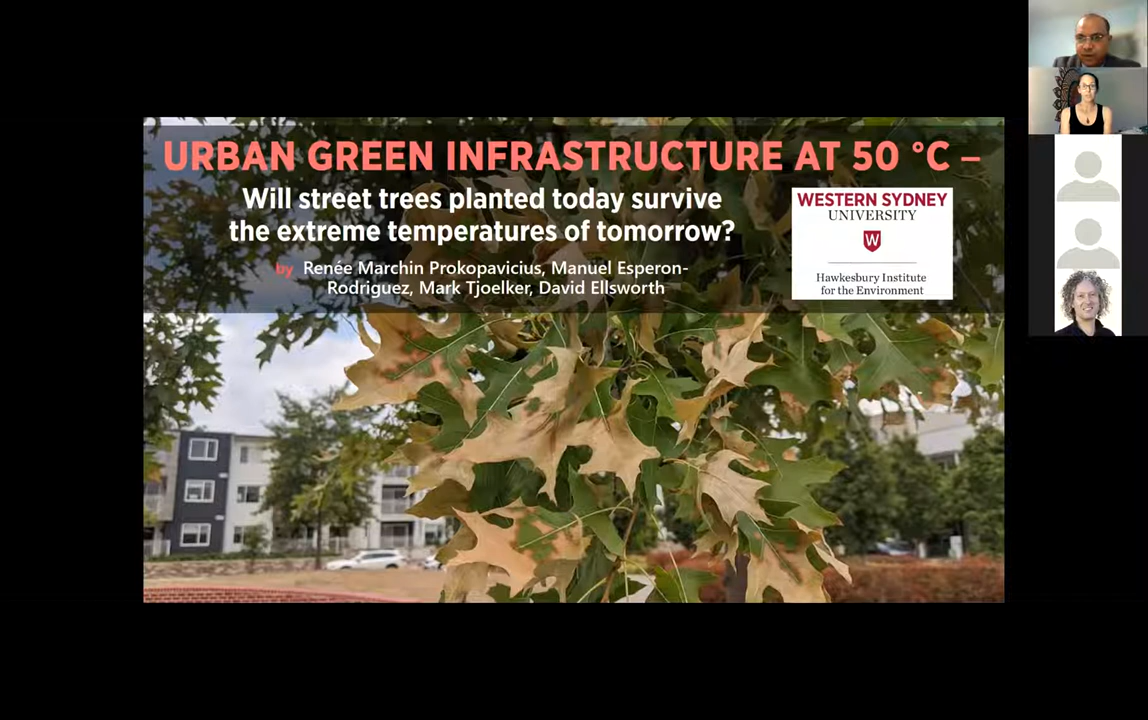 URBAN GREEN INFRASTRUCTURE AT 50 °C –
Will street trees planted today survive
the extreme temperatures of tomorrow?
by Renée Marchin Prokopavicius, Manuel Esperon-
Rodriguez, Mark Tjoelker, David Ellsworth
WESTERN SYDNEY
UNIVERSITY
W
Hawkesbury Institute
for the Environment